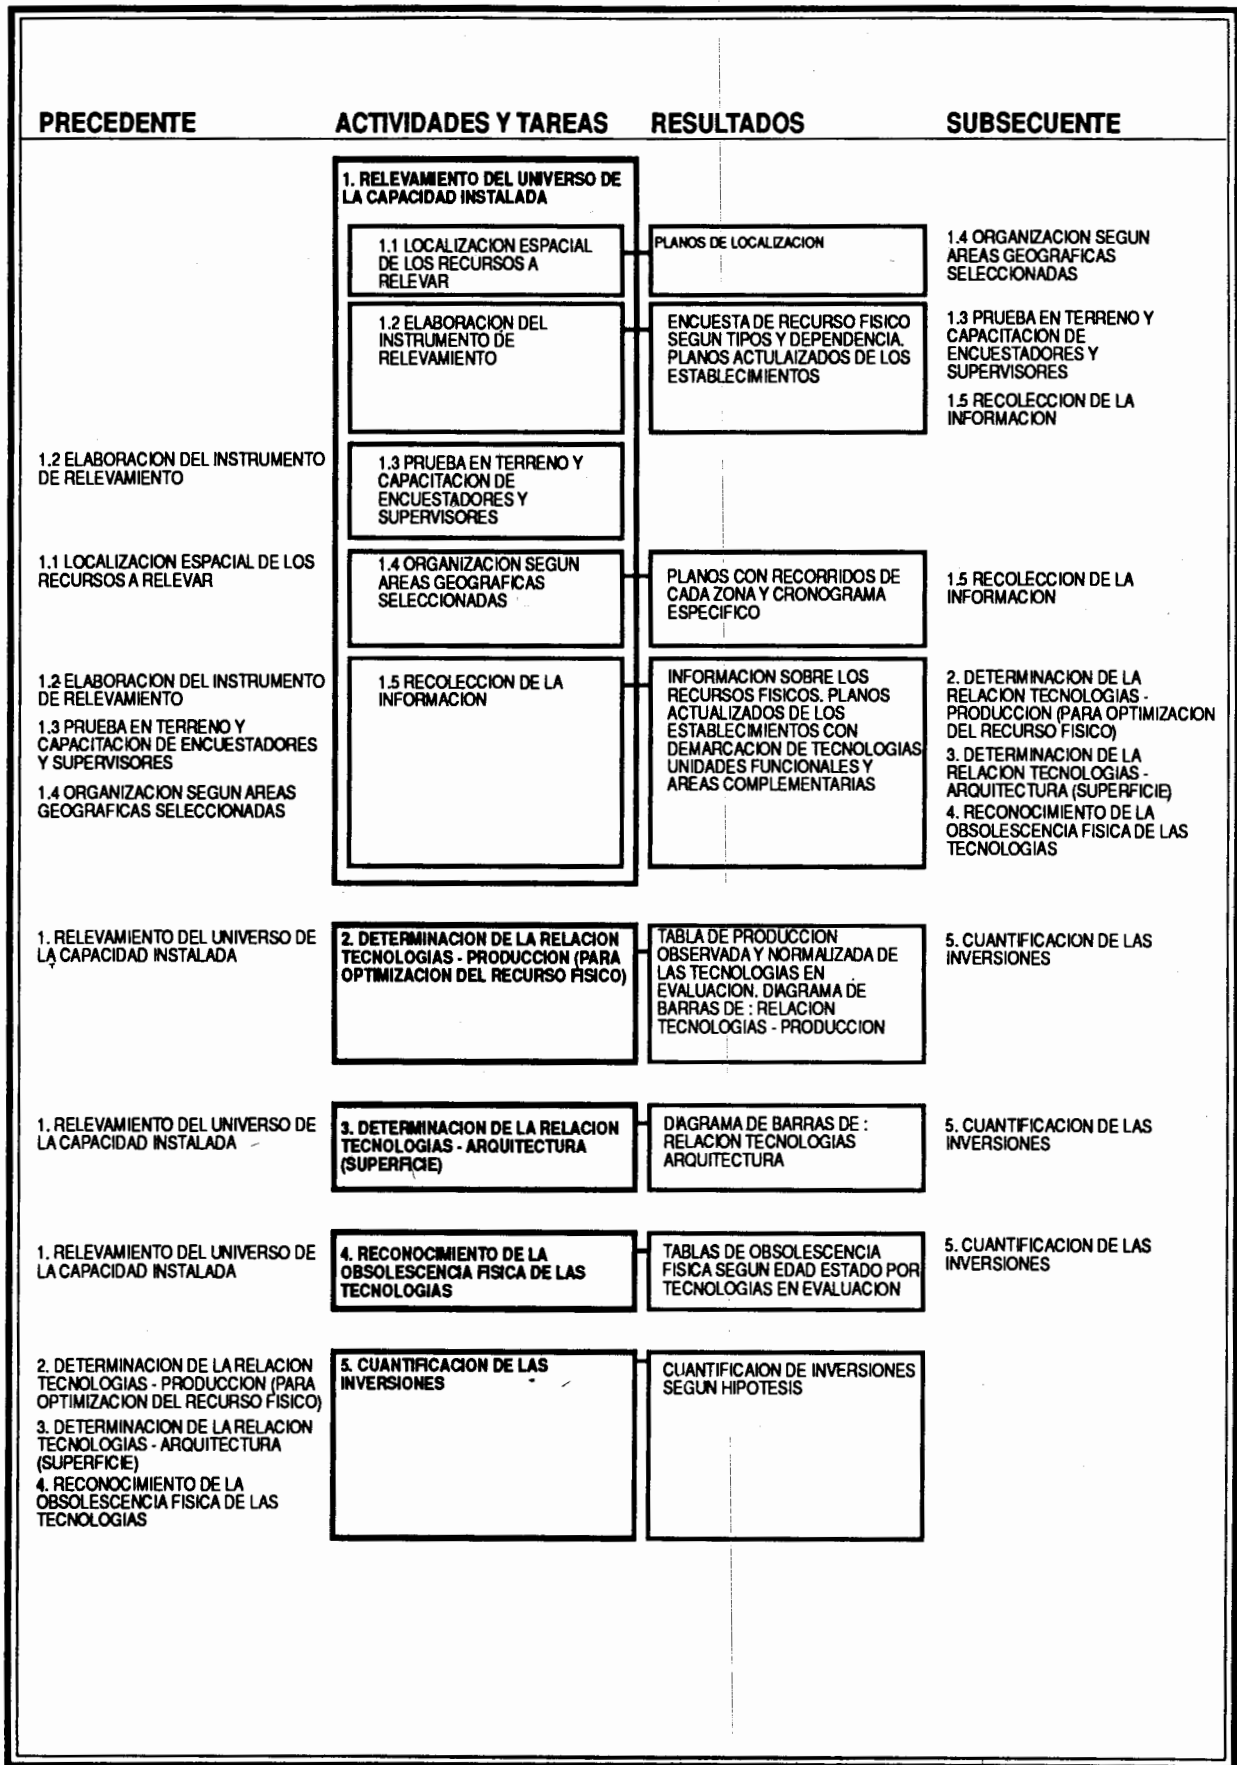 PRECEDENTE
ACTIVIDADES Y TAREAS
RESULTADOS
SUBSECUENTE
1. RELEVAMIENTO DEL UNIVERSO DE
LA CAPACIDAD INSTALADA
1.1 LOCALIZACION ESPACIAL
DE LOS RECURSOS A
RELEVAR
PLANOS DE LOCALIZACION
1.4 ORGANIZACION SEGUN
AREAS GEOGRAFICAS
SELECCIONADAS
1.2 ELABORACION DEL
INSTRUMENTO DE
RELEVAMIENTO
ENCUESTA DE RECURSO FISICO
SEGUN TIPOS Y DEPENDENCIA.
PLANOS ACTULAIZADOS DE LOS
ESTABLECIMIENTOS
1.3 PRUEBA EN TERRENO Y
CAPACITACION DE
ENCUESTADORES Y
SUPERVISORES
1.5 RECOLECCION DE LA
INFORMACION
1.2 ELABORACION DEL INSTRUMENTO
DE RELEVAMIENTO
1.3 PRUEBA EN TERRENO Y
CAPACITACION DE
ENCUESTADORES Y
SUPERVISORES
1.1 LOCALIZACION ESPACIAL DE LOS
RECURSOS A RELEVAR
1.4 ORGANIZACION SEGUN
AREAS GEOGRAFICAS
SELECCIONADAS
PLANOS CON RECORRIDOS DE
CADA ZONA Y CRONOGRAMA
ESPECIFICO
1.5 RECOLECCION DE LA
INFORMACION
1.2 ELABORACION DEL INSTRUMENTO
DE RELEVAMIENTO
1.3 PRUEBA EN TERRENO Y
CAPACITACION DE ENCUESTADORES
Y SUPERVISORES
1.4 ORGANIZACION SEGUN AREAS
GEOGRAFICAS SELECCIONADAS
1.5 RECOLECCION DE LA
INFORMACION
INFORMACION SOBRE LOS
RECURSOS FISICOS. PLANOS
ACTUALIZADOS DE LOS
ESTABLECIMIENTOS CON
DEMARCACION DE TECNOLOGIAS
UNIDADES FUNCIONALES Y
AREAS COMPLEMENTARIAS
2. DETERMINACION DE LA
RELACION TECNOLOGIAS -
PRODUCCION (PARA OPTIMIZACION
DEL RECURSO FISICO)
3. DETERMINACION DE LA
RELACION TECNOLOGIAS -
ARQUITECTURA (SUPERFICIE)
4. RECONOCIMIENTO DE LA
OBSOLESCENCIA FISICA DE LAS
TECNOLOGIAS
1. RELEVAMIENTO DEL UNIVERSO DE
LA CAPACIDAD INSTALADA
2. DETERMINACION DE LA RELACION
TECNOLOGIAS - PRODUCCION (PARA
OPTIMIZACION DEL RECURSO FISICO)
TABLA DE PRODUCCION
OBSERVADA Y NORMALIZADA DE
LAS TECNOLOGIAS EN
EVALUACION. DIAGRAMA DE
BARRAS DE : RELACION
TECNOLOGIAS - PRODUCCION
5. CUANTIFICACION DE LAS
INVERSIONES
1. RELEVAMIENTO DEL UNIVERSO DE
LA CAPACIDAD INSTALADA
3. DETERMINACION DE LA RELACION
TECNOLOGIAS - ARQUITECTURA
(SUPERFICIE)
DIAGRAMA DE BARRAS DE :
RELACION TECNOLOGIAS
ARQUITECTURA
5. CUANTIFICACION DE LAS
INVERSIONES
1. RELEVAMIENTO DEL UNIVERSO DE
LA CAPACIDAD INSTALADA
4. RECONOCIMIENTO DE LA
OBSOLESCENCIA FISICA DE LAS
TECNOLOGIAS
TABLAS DE OBSOLESCENCIA
FISICA SEGUN EDAD ESTADO POR
TECNOLOGIAS EN EVALUACION
5. CUANTIFICACION DE LAS
INVERSIONES
2. DETERMINACION DE LA RELACION
TECNOLOGIAS - PRODUCCION (PARA
OPTIMIZACION DEL RECURSO FISICO)
3. DETERMINACION DE LA RELACION
TECNOLOGIAS - ARQUITECTURA
(SUPERFICIE)
4. RECONOCIMIENTO DE LA
OBSOLESCENCIA FISICA DE LAS
TECNOLOGIAS
5. CUANTIFICACION DE LAS
INVERSIONES
CUANTIFICAION DE INVERSIONES
SEGUN HIPOTESIS